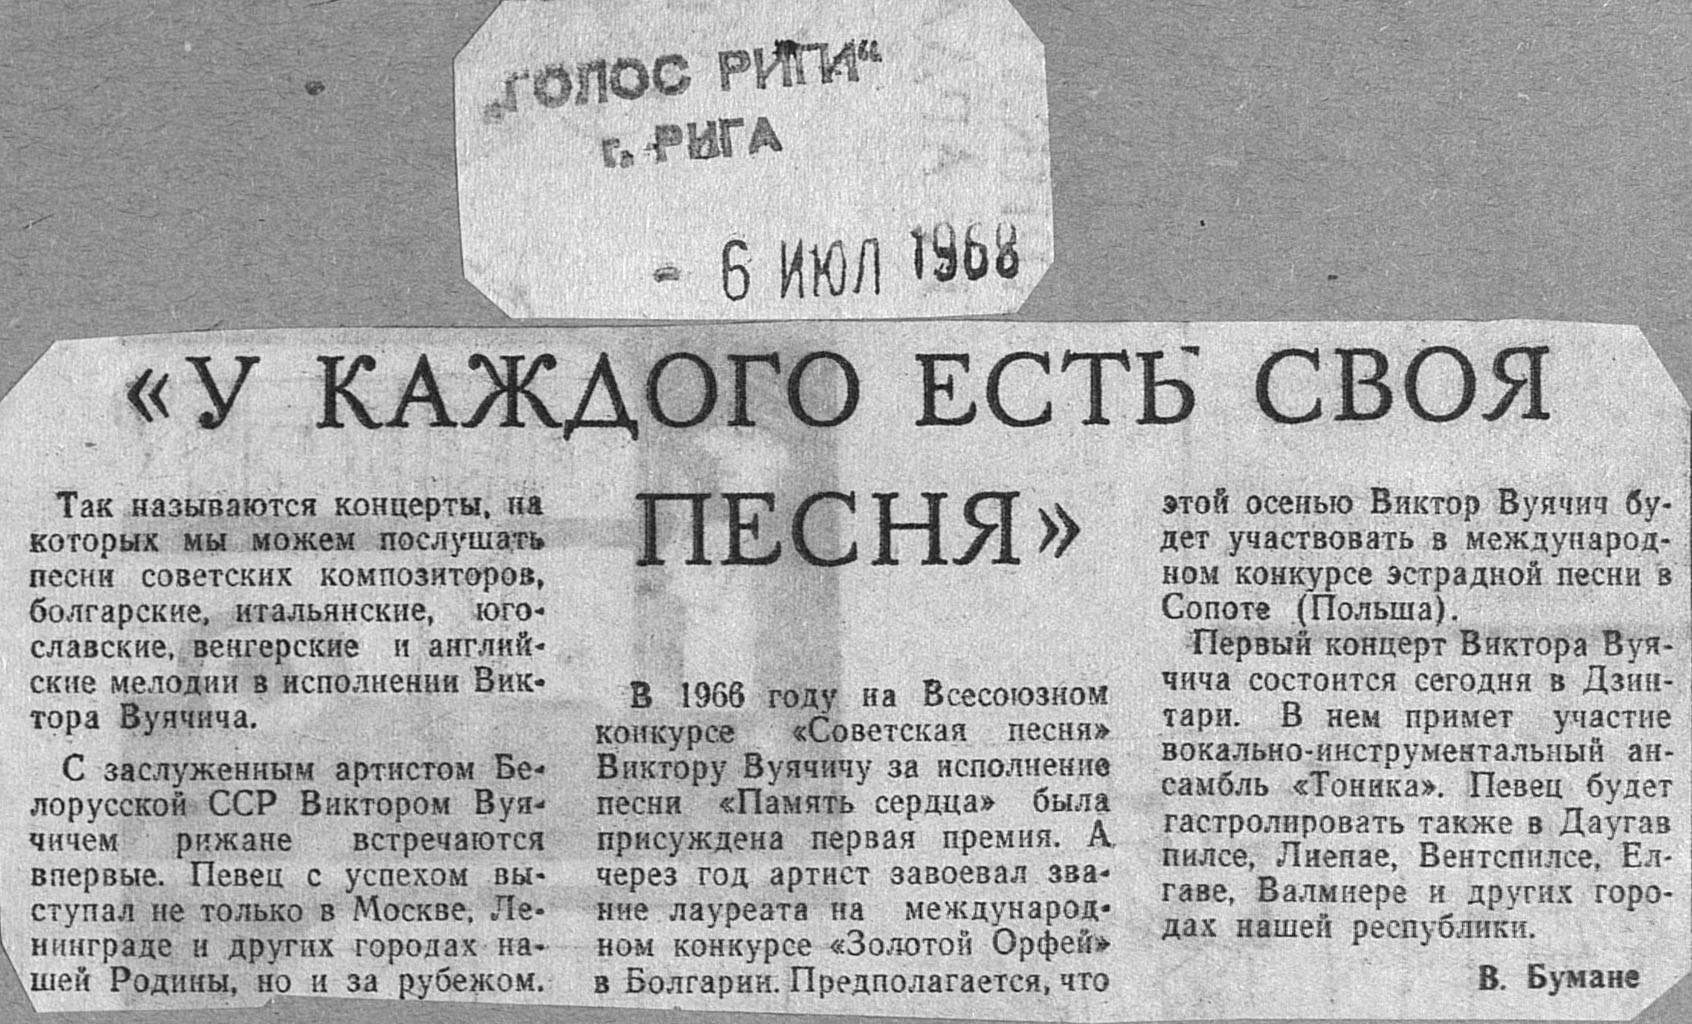 „ГОЛОС РИГИ“
г. РИГА
- 6 ИЮЛ 1968
«У КАЖДОГО ЕСТЬ СВОЯ
ПЕСНЯ»
Так называются концерты, на
которых мы можем послушать
песни советских композиторов,
болгарские, итальянские, юго-
славские, венгерские и англий-
ские мелодии в исполнении Вик-
тора Вуячича.
С заслуженным артистом Бе-
лорусской ССР Виктором Вуя-
чичем рижане встречаются
впервые. Певец с успехом вы-
ступал не только в Москве, Ле-
нинграде и других городах на-
шей Родины, но и за рубежом.
В 1966 году на Всесоюзном
конкурсе «Советская песня»
Виктору Вуячичу за исполнение
песни «Память сердца» была
присуждена первая премия. А
через год артист завоевал зва-
ние лауреата на международ-
ном конкурсе «Золотой Орфей»
в Болгарии. Предполагается, что
этой осенью Виктор Вуячич бу-
дет участвовать в международ-
ном конкурсе эстрадной песни в
Сопоте (Польша).
Первый концерт Виктора Вуя-
чича состоится сегодня в Дзин-
тари. В нем примет участие
вокально-инструментальный ан-
самбль «Тоника». Певец будет
гастролировать также в Даугав
пилсе, Лиепае, Вентспилсе, Ел-
гаве, Валмиере и других горо-
дах нашей республики.
В. Бумане